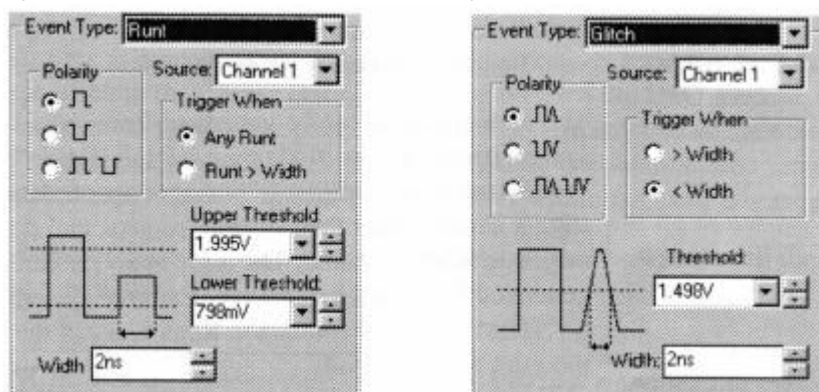 Event Type: Runt
Polarity
Source: Channel 1
Trigger When
Any Runt
Runt > Width
Upper Threshold:
1.995V
Lower Threshold:
798mV
Width 2ns
Event Type: Glitch
Polarity
Source: Channel 1
Trigger When
> Width
< Width
Threshold:
1.498V
Width: 2ns